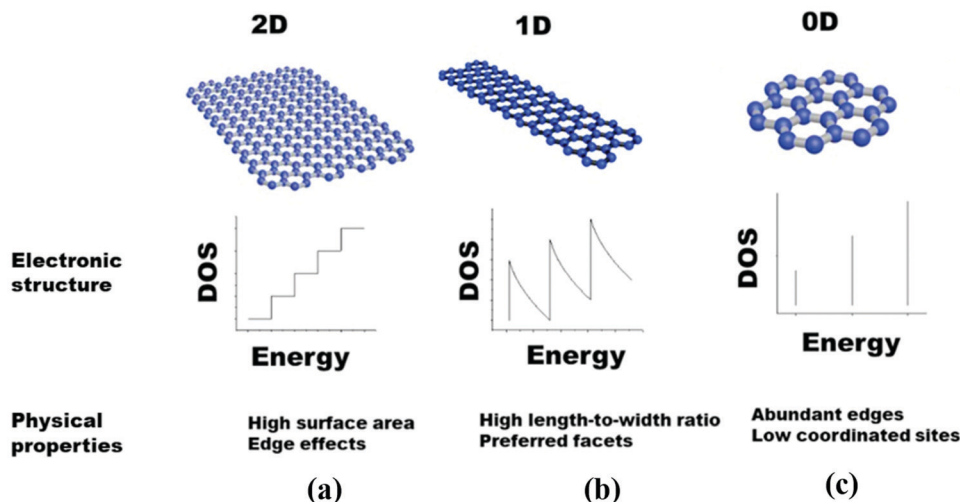 2D 1D 0D
DOS DOS DOS
Electronic
structure
Energy Energy Energy
Physical
properties
High surface area
Edge effects
High length-to-width ratio
Preferred facets
Abundant edges
Low coordinated sites
(a) (b) (c)